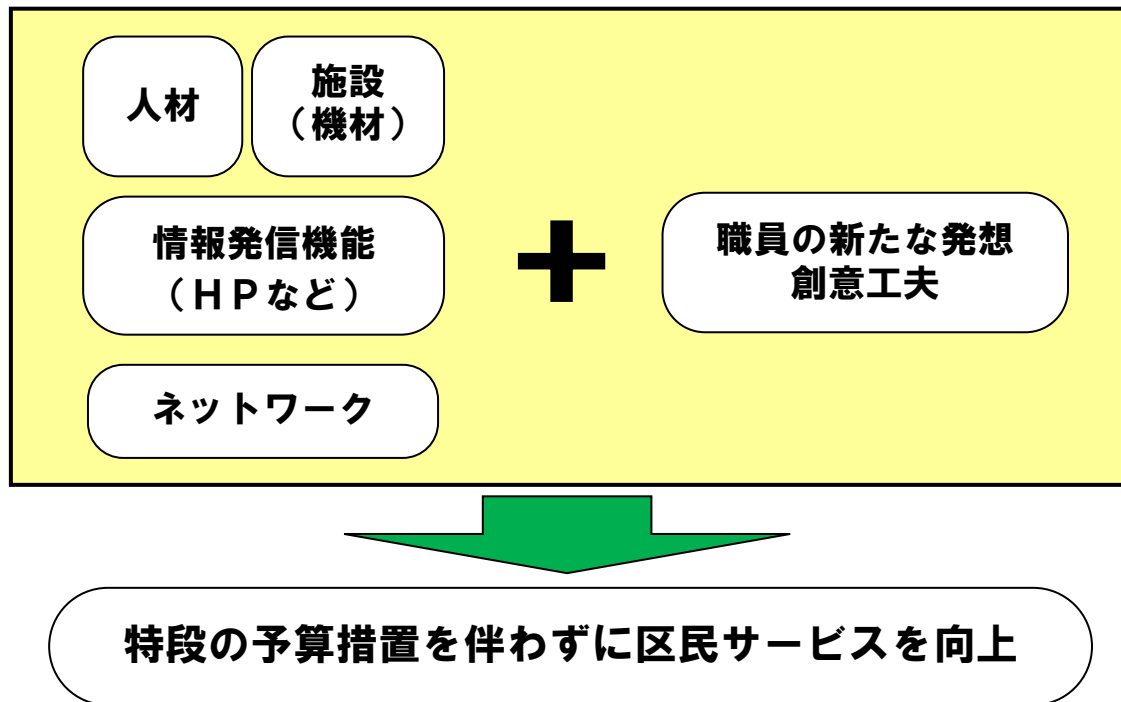 人材
施設
（機材）
情報発信機能
（ＨＰなど）
ネットワーク
＋
職員の新たな発想
創意工夫
特段の予算措置を伴わずに区民サービスを向上